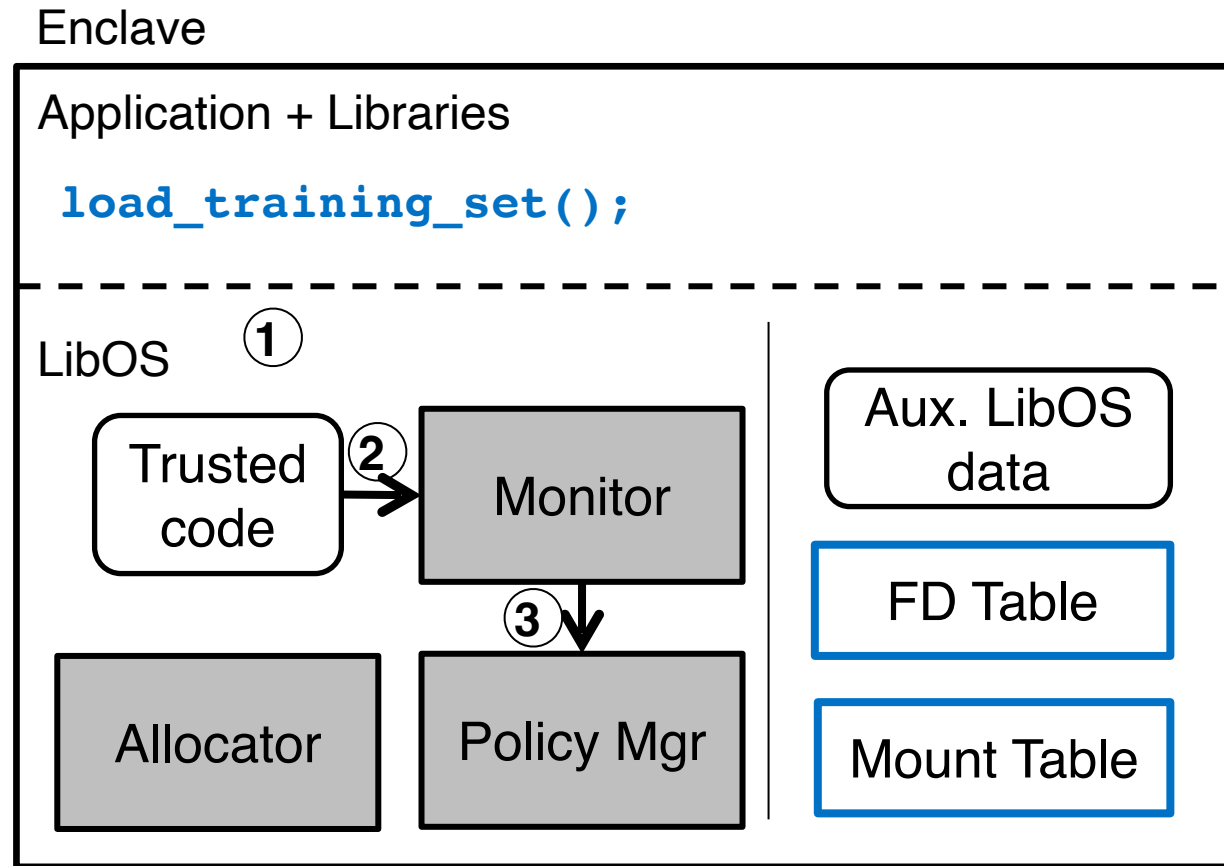 Enclave
Application + Libraries
load_training_set();
LibOS
1
Trusted
code
2
Monitor
3
Allocator
Policy Mgr
Aux. LibOS
data
FD Table
Mount Table